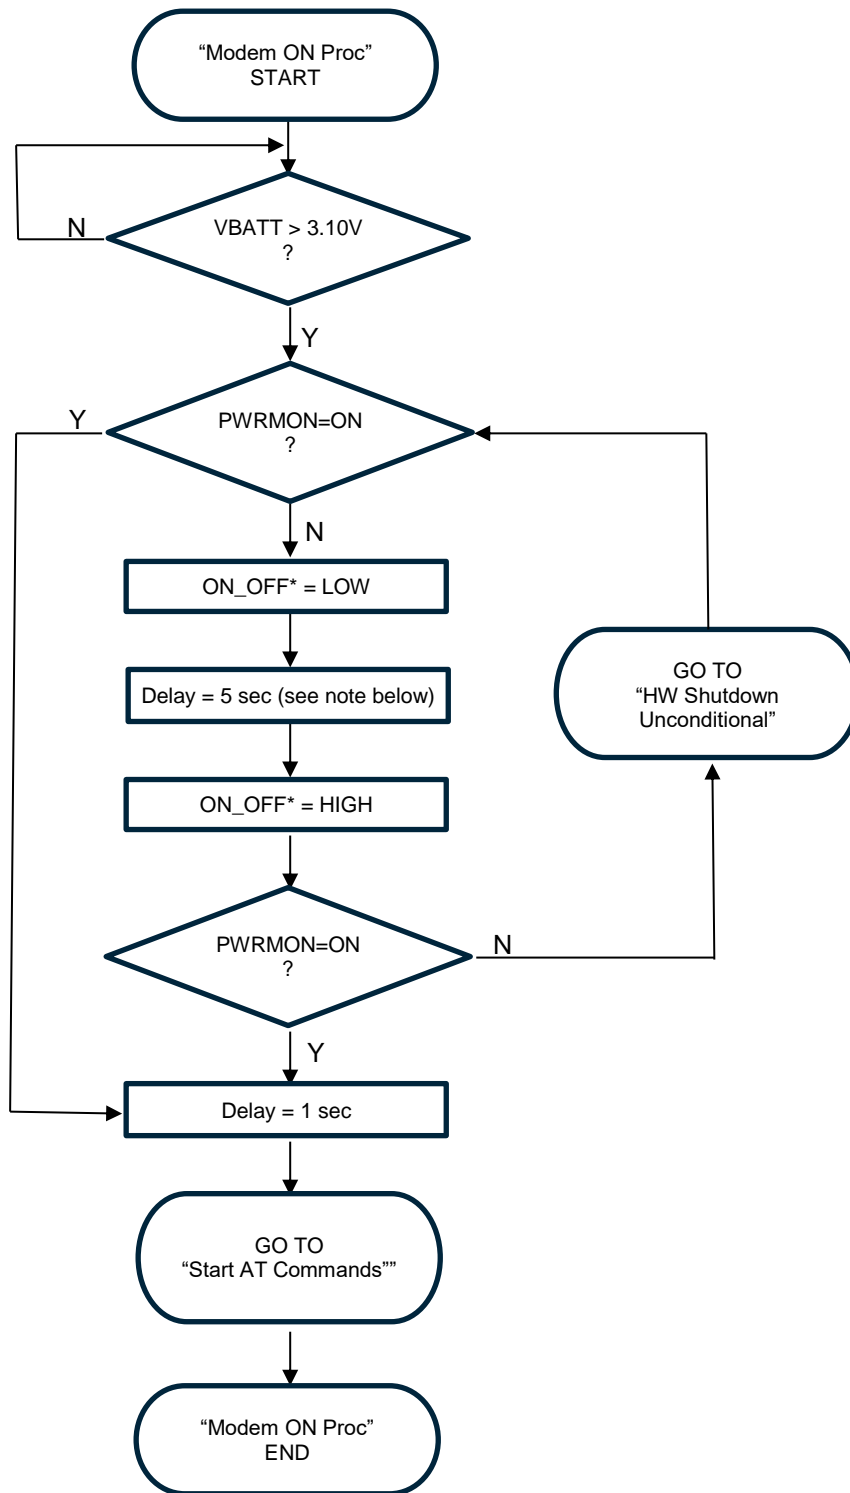 “Modem ON Proc”
START
N
VBATT > 3.10V
?
Y
Y
PWRMON=ON
?
N
ON_OFF* = LOW
Delay = 5 sec (see note below)
GO TO
“HW Shutdown
Unconditional”
ON_OFF* = HIGH
PWRMON=ON
?
N
Y
Delay = 1 sec
GO TO
“Start AT Commands””
“Modem ON Proc”
END